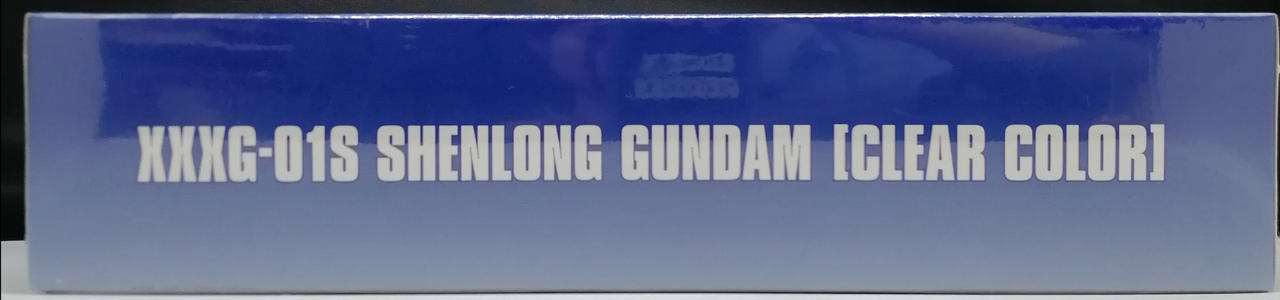 XXXG-01S SHENLONG GUNDAM [CLEAR COLOR]